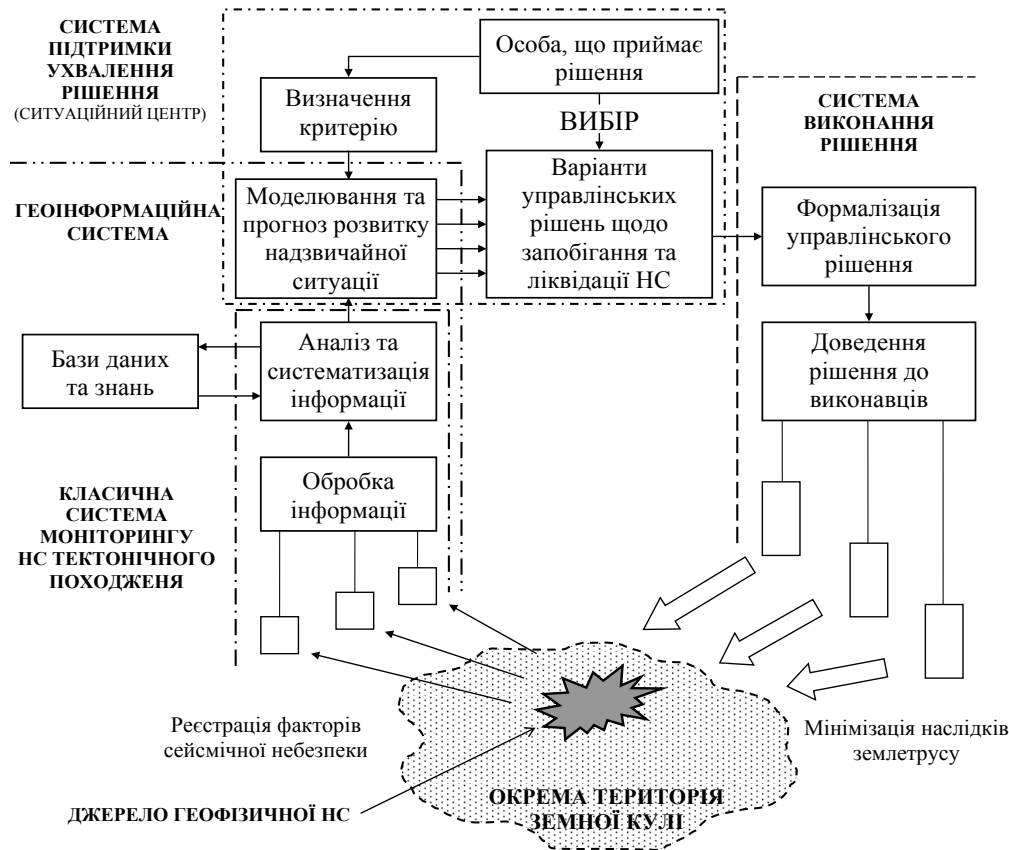 СИСТЕМА
ПІДТРИМКИ
УХВАЛЕННЯ
РІШЕННЯ
(СИТУАЦІЙНИЙ ЦЕНТР)
Особа, що приймає
рішення
Визначення
критерію
ВИБІР
СИСТЕМА
ВИКОНАННЯ
РІШЕННЯ
ГЕОІНФОРМАЦІЙНА
СИСТЕМА
Моделювання та
прогноз розвитку
надзвичайної
ситуації
Варіанти
управлінських
рішень щодо
запобігання та
ліквідації НС
Формалізація
управлінського
рішення
Бази даних
та знань
Аналіз та
систематизація
інформації
Доведення
рішення до
виконавців
КЛАСИЧНА
СИСТЕМА
МОНІТОРИНГУ
НС ТЕКТОНІЧНОГО
ПОХОДЖЕНЯ
Обробка
інформації
Реєстрація факторів
сейсмічної небезпеки
Мінімізація наслідків
землетрусу
ДЖЕРЕЛО ГЕОФІЗИЧНОЇ НС
ОКРЕМА ТЕРИТОРІЯ
ЗЕМНОЇ КУЛІ